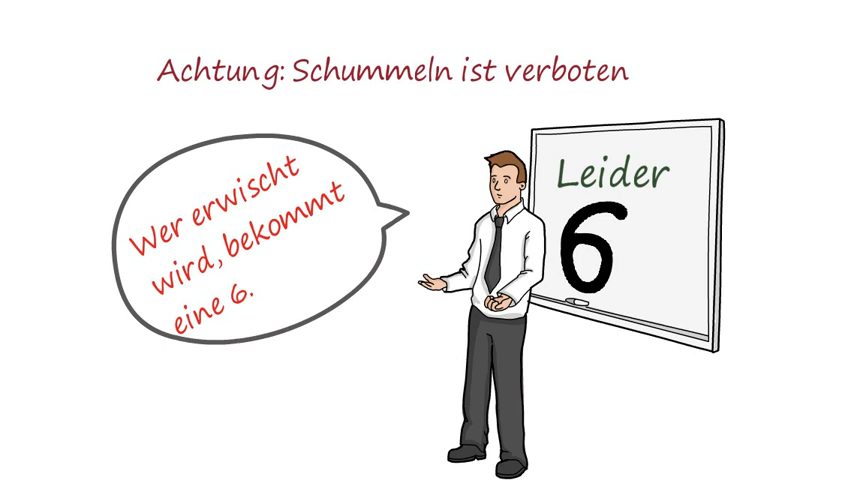 Achtung: Schummeln ist verboten
Wer erwischt
wird, bekommt
eine 6.
Leider
6